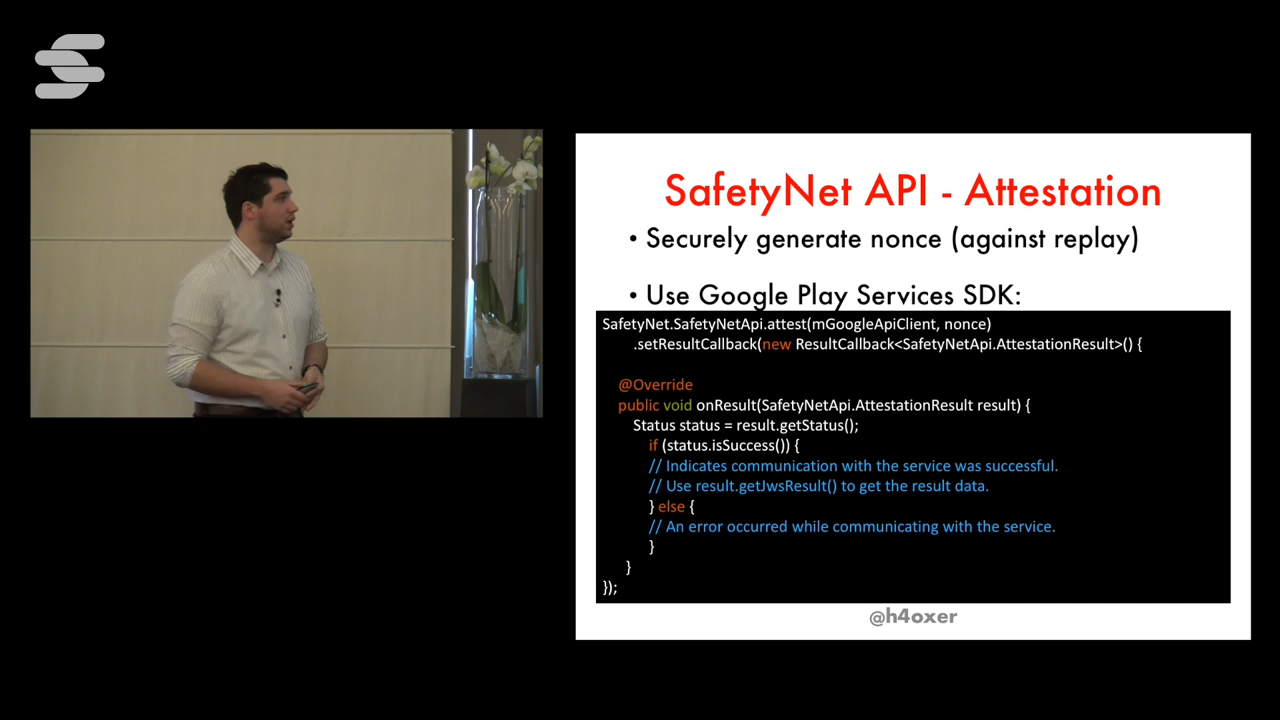 SafetyNet API - Attestation
• Securely generate nonce (against replay)
• Use Google Play Services SDK:
SafetyNet.SafetyNetApi.attest(mGoogleApiClient, nonce)
.setResultCallback(new ResultCallback<SafetyNetApi.AttestationResult>() {
@Override
public void onResult(SafetyNetApi.AttestationResult result) {
Status status = result.getStatus();
if (status.isSuccess()) {
// Indicates communication with the service was successful.
// Use result.getJwsResult() to get the result data.
} else {
// An error occurred while communicating with the service.
}
}
});
@h4oxer